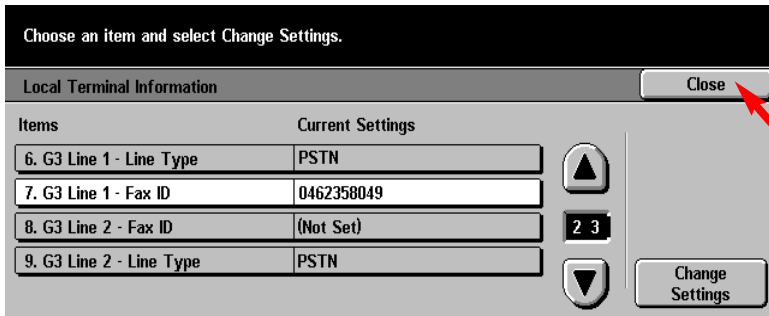 Choose an item and select Change Settings.
Local Terminal Information Close
Items Current Settings
6. G3 Line 1 - Line Type PSTN
7. G3 Line 1 - Fax ID 0462358049
8. G3 Line 2 - Fax ID (Not Set) 2 3
9. G3 Line 2 - Line Type PSTN
Change
Settings